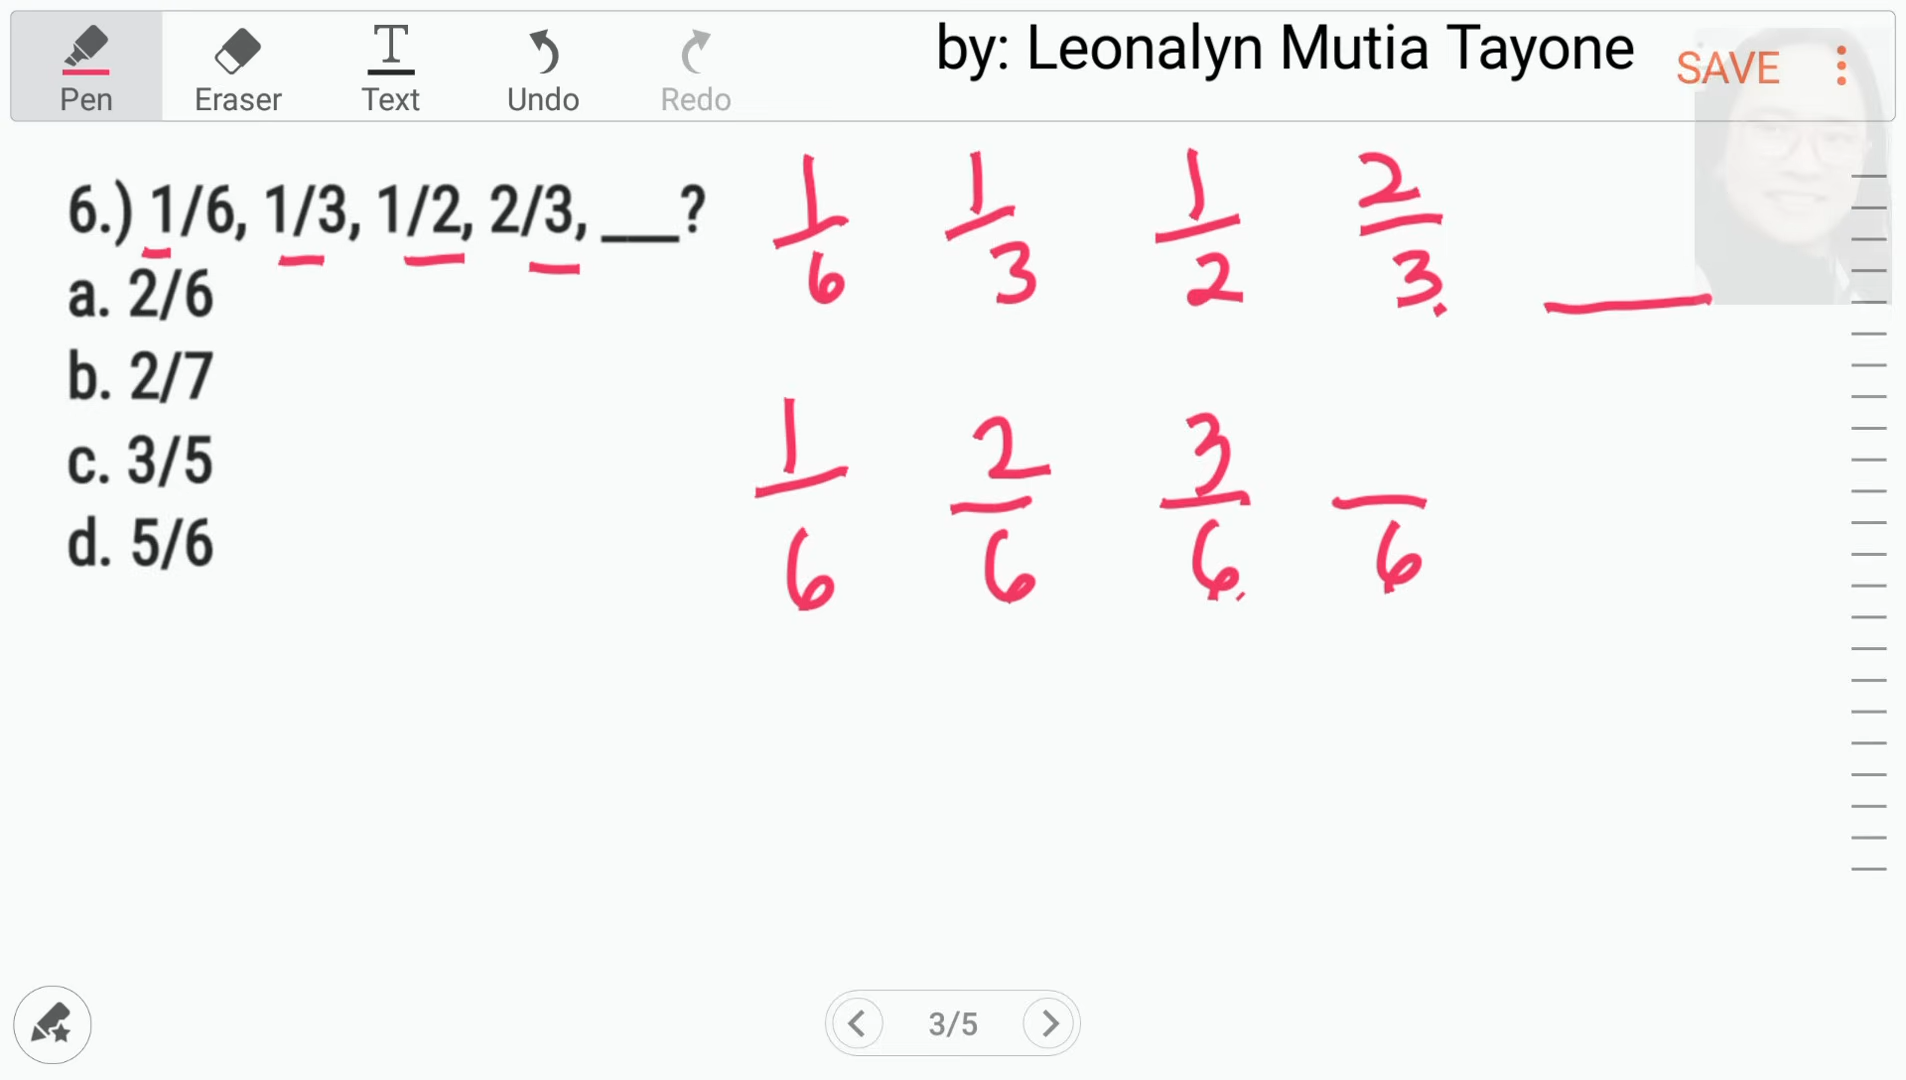 by: Leonalyn Mutia Tayone
SAVE
Pen
Eraser
Text
Undo
Redo
6.) 1/6, 1/3, 1/2, 2/3, ___?
a. 2/6
b. 2/7
c. 3/5
d. 5/6
1/6 1/3 1/2 2/3. ___
1/6 2/6 3/6. __/6
3/5